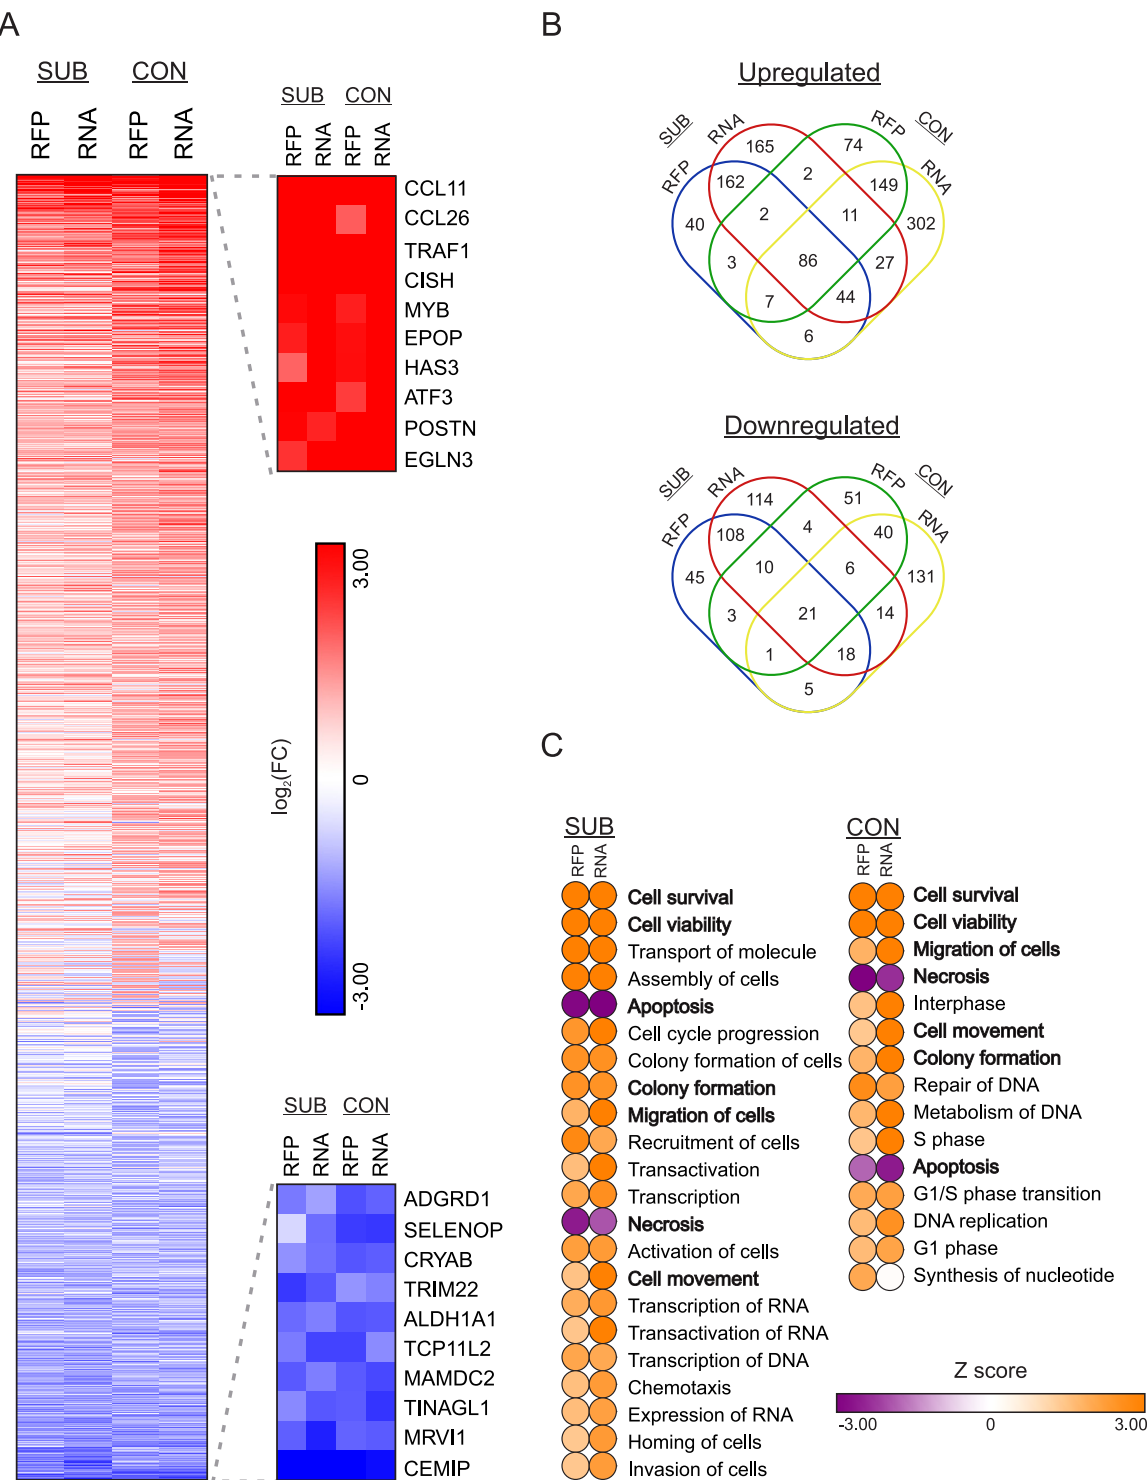 A
SUB CON
RFP RNA RFP RNA
SUB CON
RFP RNA RFP RNA
CCL11
CCL26
TRAF1
CISH
MYB
EPOP
HAS3
ATF3
POSTN
EGLN3
log2(FC)
3.00
0
-3.00
SUB CON
RFP RNA RFP RNA
ADGRD1
SELENOP
CRYAB
TRIM22
ALDH1A1
TCP11L2
MAMDC2
TINAGL1
MRVI1
CEMIP
B
Upregulated
SUB CON
RFP RNA RFP RNA
165 74
162 2 149
40 2 11 302
3 86 27
7 44
6
Downregulated
SUB CON
RFP RNA RFP RNA
114 51
108 4 40
45 10 6 131
3 21 14
1 18
5
C
SUB
RFP RNA
Cell survival
Cell viability
Transport of molecule
Assembly of cells
Apoptosis
Cell cycle progression
Colony formation of cells
Colony formation
Migration of cells
Recruitment of cells
Transactivation
Transcription
Necrosis
Activation of cells
Cell movement
Transcription of RNA
Transactivation of RNA
Transcription of DNA
Chemotaxis
Expression of RNA
Homing of cells
Invasion of cells
CON
RFP RNA
Cell survival
Cell viability
Migration of cells
Necrosis
Interphase
Cell movement
Colony formation
Repair of DNA
Metabolism of DNA
S phase
Apoptosis
G1/S phase transition
DNA replication
G1 phase
Synthesis of nucleotide
Z score
-3.00 0 3.00